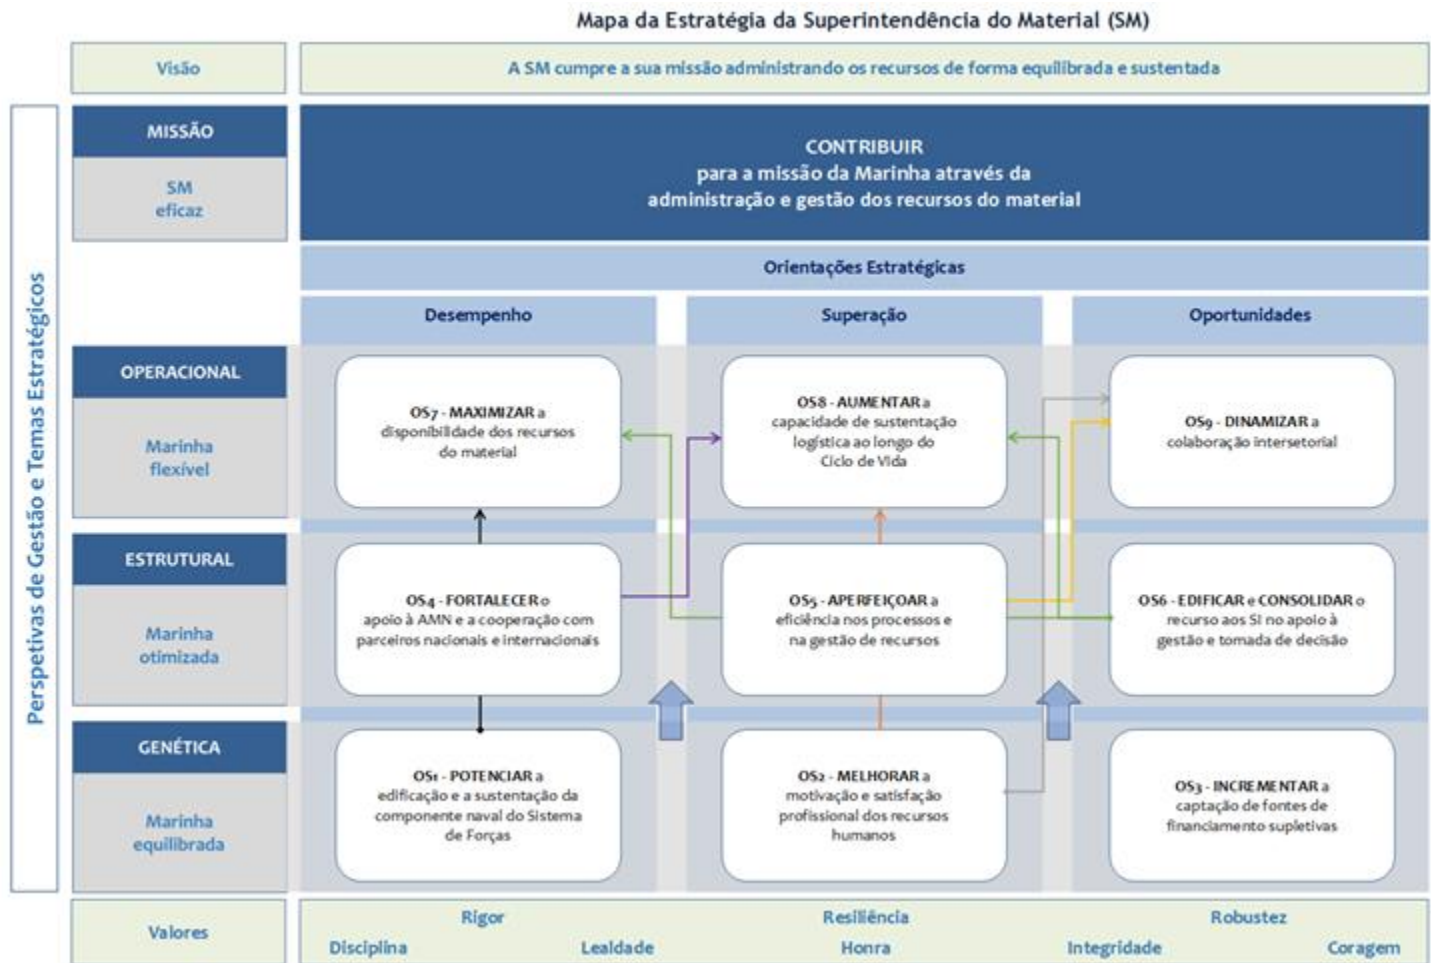 Mapa da Estratégia da Superintendência do Material (SM)
Visão
A SM cumpre a sua missão administrando os recursos de forma equilibrada e sustentada
Perspetivas de Gestão e Temas Estratégicos
MISSÃO
SM
eficaz
CONTRIBUIR
para a missão da Marinha através da
administração e gestão dos recursos do material
Orientações Estratégicas
Desempenho
Superação
Oportunidades
OPERACIONAL
Marinha
flexível
OS7 - MAXIMIZAR a
disponibilidade dos recursos
do material
OS8 - AUMENTAR a
capacidade de sustentação
logística ao longo do
Ciclo de Vida
OS9 - DINAMIZAR a
colaboração intersetorial
ESTRUTURAL
Marinha
otimizada
OS4 - FORTALECER o
apoio à AMN e a cooperação com
parceiros nacionais e internacionais
OS5 - APERFEIÇOAR a
eficiência nos processos e
na gestão de recursos
OS6 - EDIFICAR e CONSOLIDAR o
recurso aos SI no apoio à
gestão e tomada de decisão
GENÉTICA
Marinha
equilibrada
OS1 - POTENCIAR a
edificação e a sustentação da
componente naval do Sistema
de Forças
OS2 - MELHORAR a
motivação e satisfação
profissional dos recursos
humanos
OS3 - INCREMENTAR a
captação de fontes de
financiamento supletivas
Valores
Rigor
Resiliência
Robustez
Disciplina
Lealdade
Honra
Integridade
Coragem